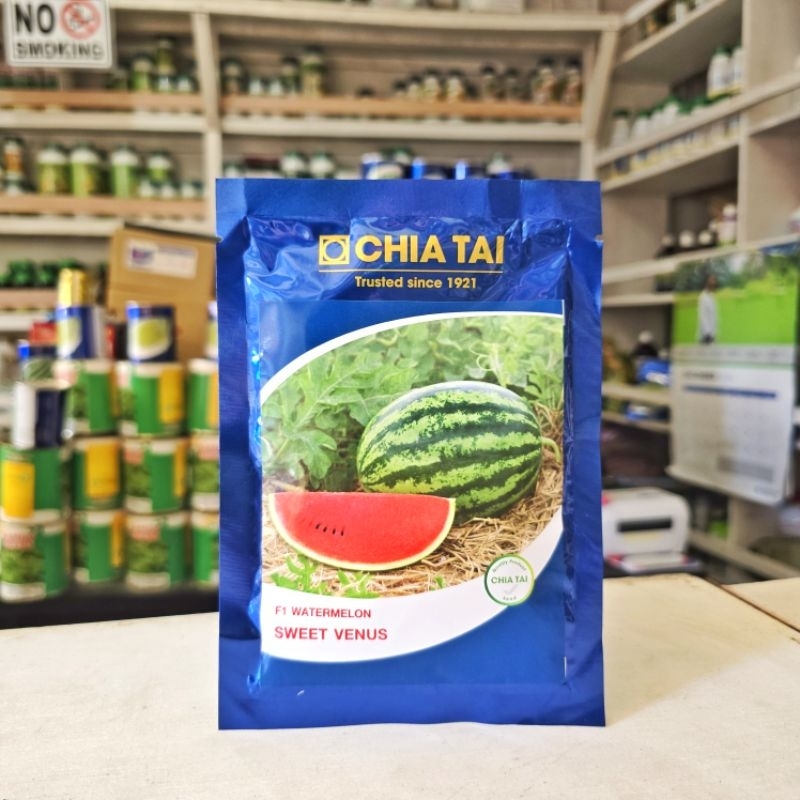 NO
SMOKING
CHIA TAI
Trusted since 1921
CHIA TAI
F1 WATERMELON
SWEET VENUS